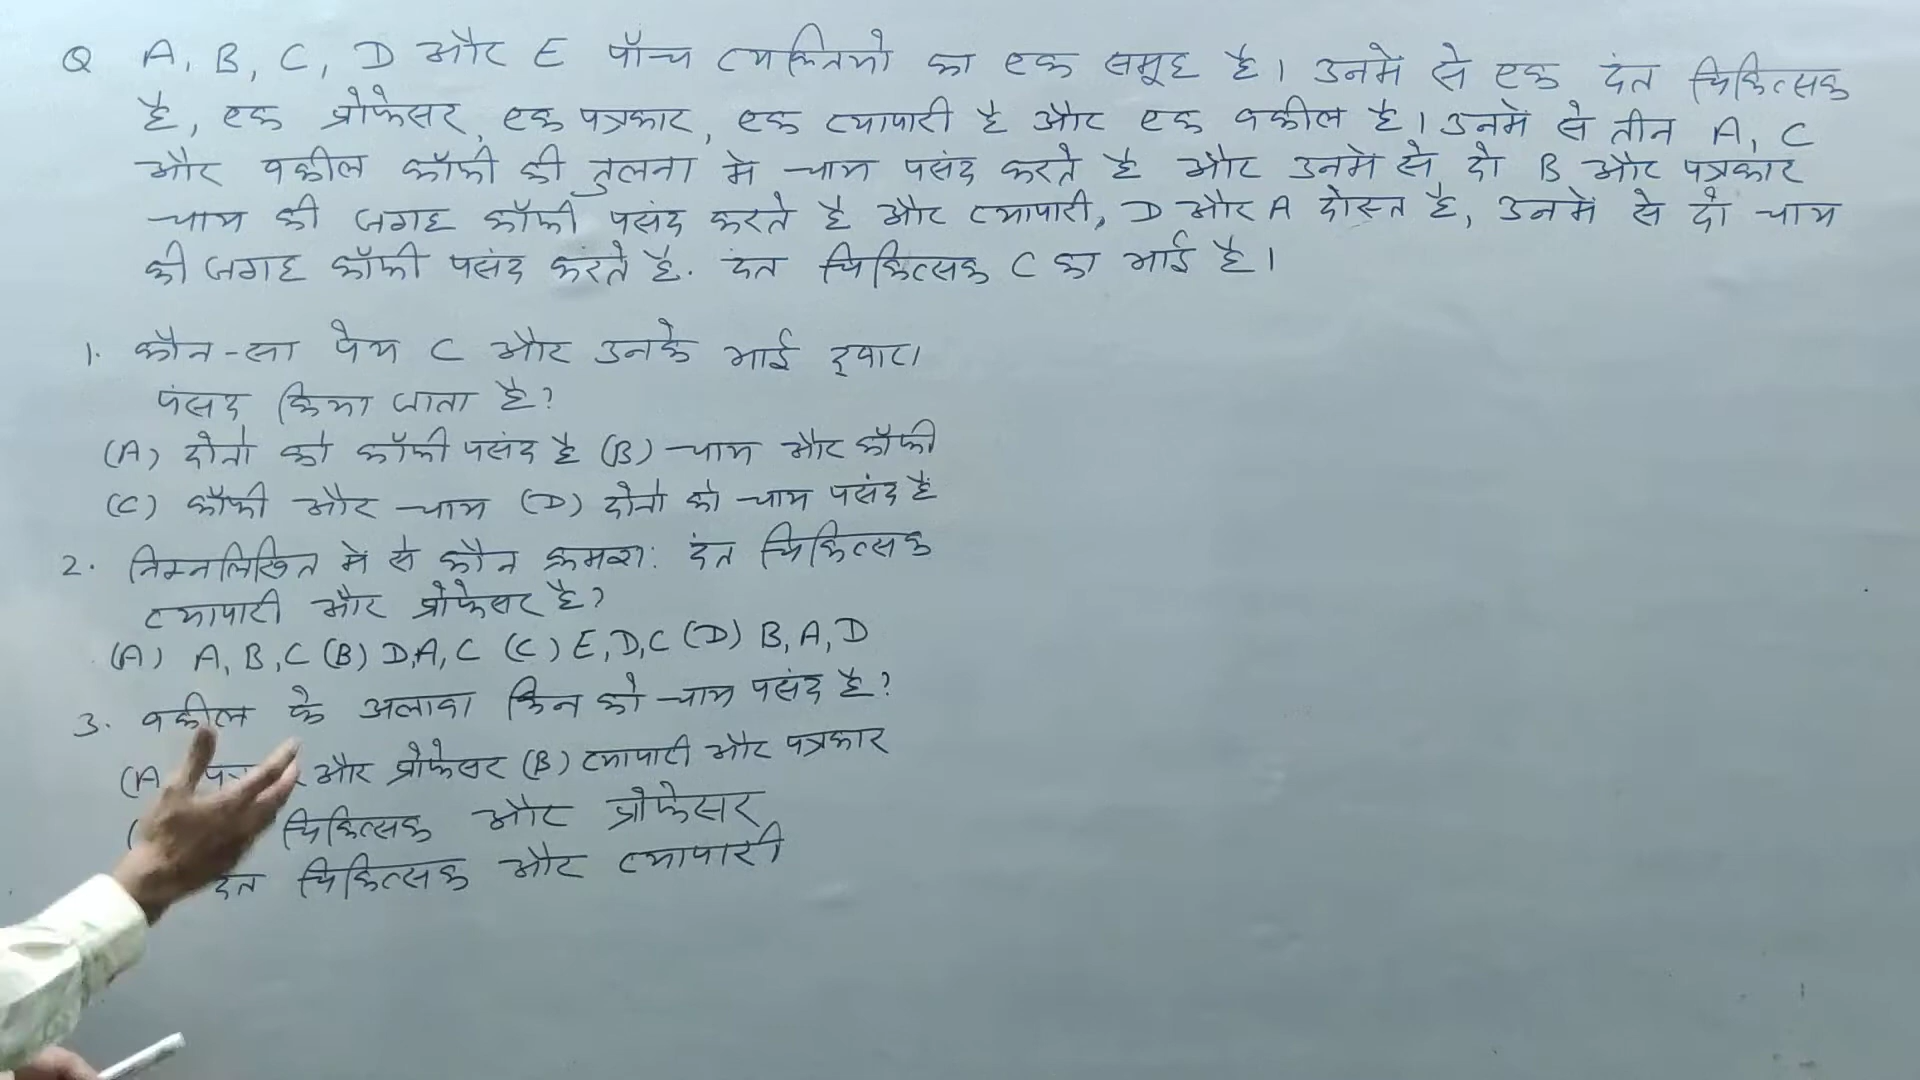 Q A, B, C, D और E पाँच व्यक्तियो का एक समूह है। उनमें से एक दंत चिकित्सक
है, एक प्रोफेसर, एक पत्रकार, एक व्यापारी है और एक वकील है। उनमें से तीन A, C
और वकील कॉफी की तुलना में चाय पसंद करते है और उनमे से दो B और पत्रकार
चाय की जगह कॉफी पसंद करते है और व्यापारी, D और A दोस्त है, उनमें से दो चाय
की जगह कॉफी पसंद करते है. दंत चिकित्सक C का भाई है।
1. कौन-सा पेय C और उनके भाई द्वारा
पंसद किया जाता है?
(A) दोनो को कॉफी पसंद है (B) चाय और कॉफी
(C) कॉफी और चाय (D) दोनो को चाय पसंद है
2. निम्नलिखित में से कौन क्रमश: दंत चिकित्सक
व्यापारी और प्रोफेसर है?
(A) A, B, C (B) D, A, C (C) E, D, C (D) B, A, D
3. वकील के अलावा किन को चाय पसंद है?
(A और प्रोफेसर (B) व्यापारी और पत्रकार
( चिकित्सक और प्रोफेसर
दंत चिकित्सक और व्यापारी